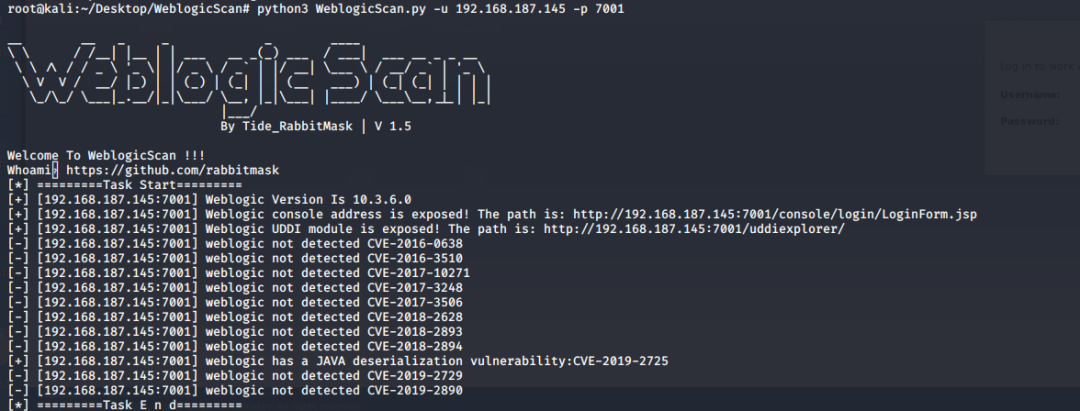 root@kali:~/Desktop/WeblogicScan# python3 WeblogicScan.py -u 192.168.187.145 -p 7001
WeblogicScan
By Tide_RabbitMask | V 1.5
Log in to work
Username:
Password:
Welcome To WeblogicScan !!!
Whoami: https://github.com/rabbitmask
[*] =========Task Start=========
[+] [192.168.187.145:7001] Weblogic Version Is 10.3.6.0
[+] [192.168.187.145:7001] Weblogic console address is exposed! The path is: http://192.168.187.145:7001/console/login/LoginForm.jsp
[+] [192.168.187.145:7001] Weblogic UDDI module is exposed! The path is: http://192.168.187.145:7001/uddiexplorer/
[-] [192.168.187.145:7001] weblogic not detected CVE-2016-0638
[-] [192.168.187.145:7001] weblogic not detected CVE-2016-3510
[-] [192.168.187.145:7001] weblogic not detected CVE-2017-10271
[-] [192.168.187.145:7001] weblogic not detected CVE-2017-3248
[-] [192.168.187.145:7001] weblogic not detected CVE-2017-3506
[-] [192.168.187.145:7001] weblogic not detected CVE-2018-2628
[-] [192.168.187.145:7001] weblogic not detected CVE-2018-2893
[-] [192.168.187.145:7001] weblogic not detected CVE-2018-2894
[+] [192.168.187.145:7001] weblogic has a JAVA deserialization vulnerability:CVE-2019-2725
[-] [192.168.187.145:7001] weblogic not detected CVE-2019-2729
[-] [192.168.187.145:7001] weblogic not detected CVE-2019-2890
[*] =========Task E n d=========